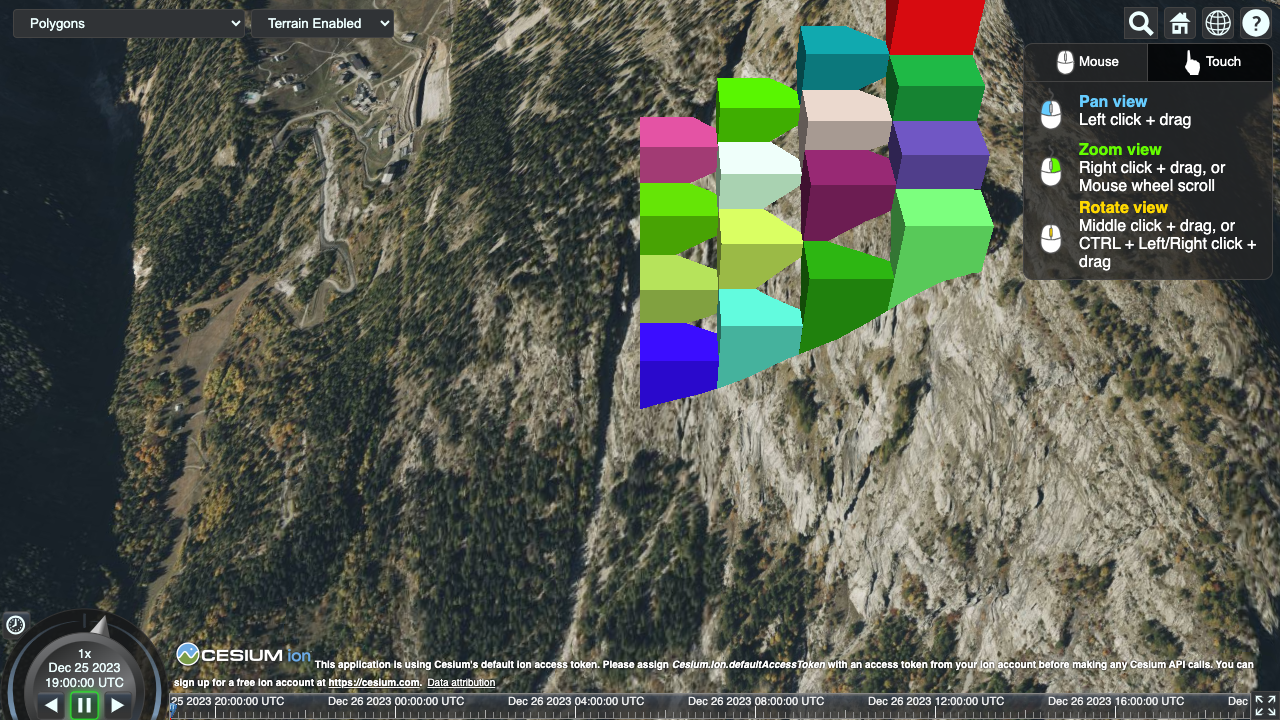 Polygons
Terrain Enabled
?
Mouse
Touch
Pan view
Left click + drag
Zoom view
Right click + drag, or
Mouse wheel scroll
Rotate view
Middle click + drag, or
CTRL + Left/Right click +
drag
1x
Dec 25 2023
19:00:00 UTC
CESIUM ion
This application is using Cesium's default ion access token. Please assign Cesium.Ion.defaultAccessToken with an access token from your ion account before making any Cesium API calls. You can
sign up for a free ion account at https://cesium.com. Data attribution
25 2023 20:00:00 UTC
Dec 26 2023 00:00:00 UTC
Dec 26 2023 04:00:00 UTC
Dec 26 2023 08:00:00 UTC
Dec 26 2023 12:00:00 UTC
Dec 26 2023 16:00:00 UTC
Dec